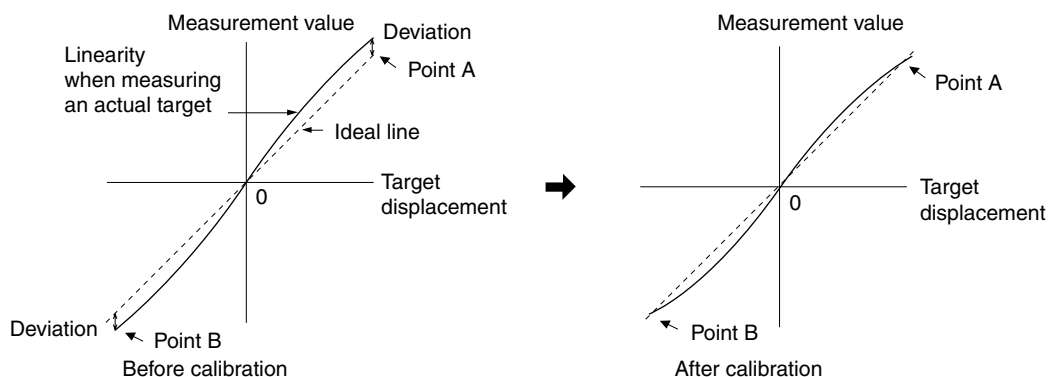 Measurement value
Deviation
Point A
Linearity
when measuring
an actual target
Ideal line
Target
displacement
0
Deviation
Point B
Before calibration
Measurement value
Point A
Target
displacement
0
Point B
After calibration